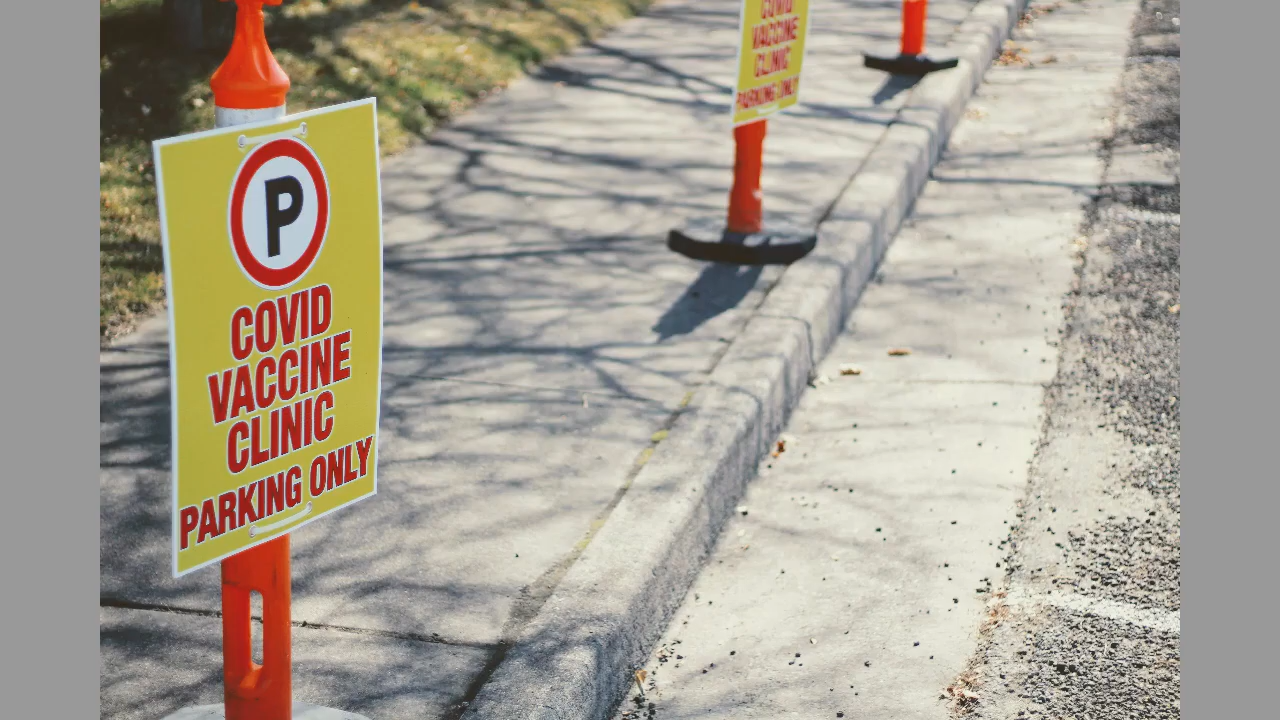 P
COVID
VACCINE
CLINIC
PARKING ONLY
COVID
VACCINE
CLINIC
PARKING ONLY